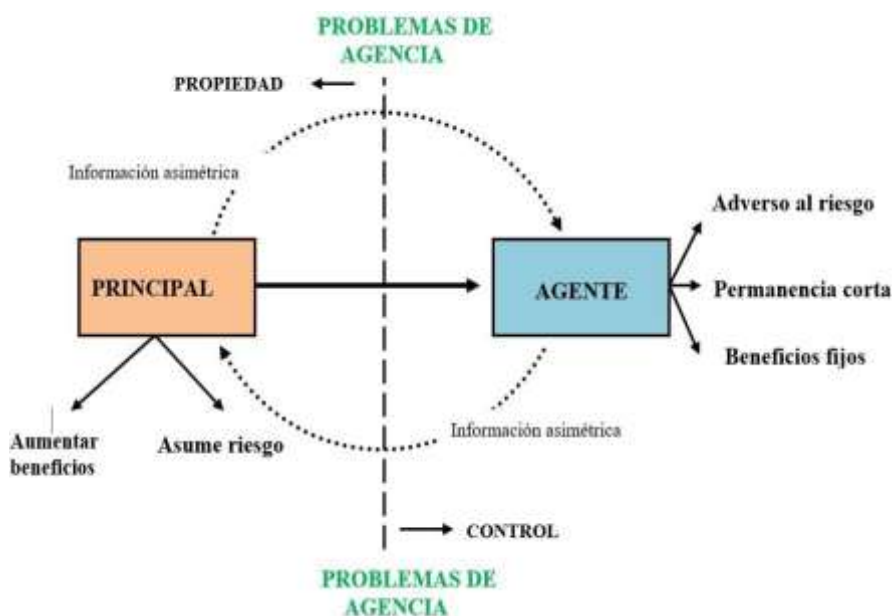 PROBLEMAS DE
AGENCIA
PROPIEDAD
Información asimétrica
Adverso al riesgo
PRINCIPAL
AGENTE
Permanencia corta
Beneficios fijos
Aumentar
beneficios
Asume riesgo
Información asimétrica
CONTROL
PROBLEMAS DE
AGENCIA